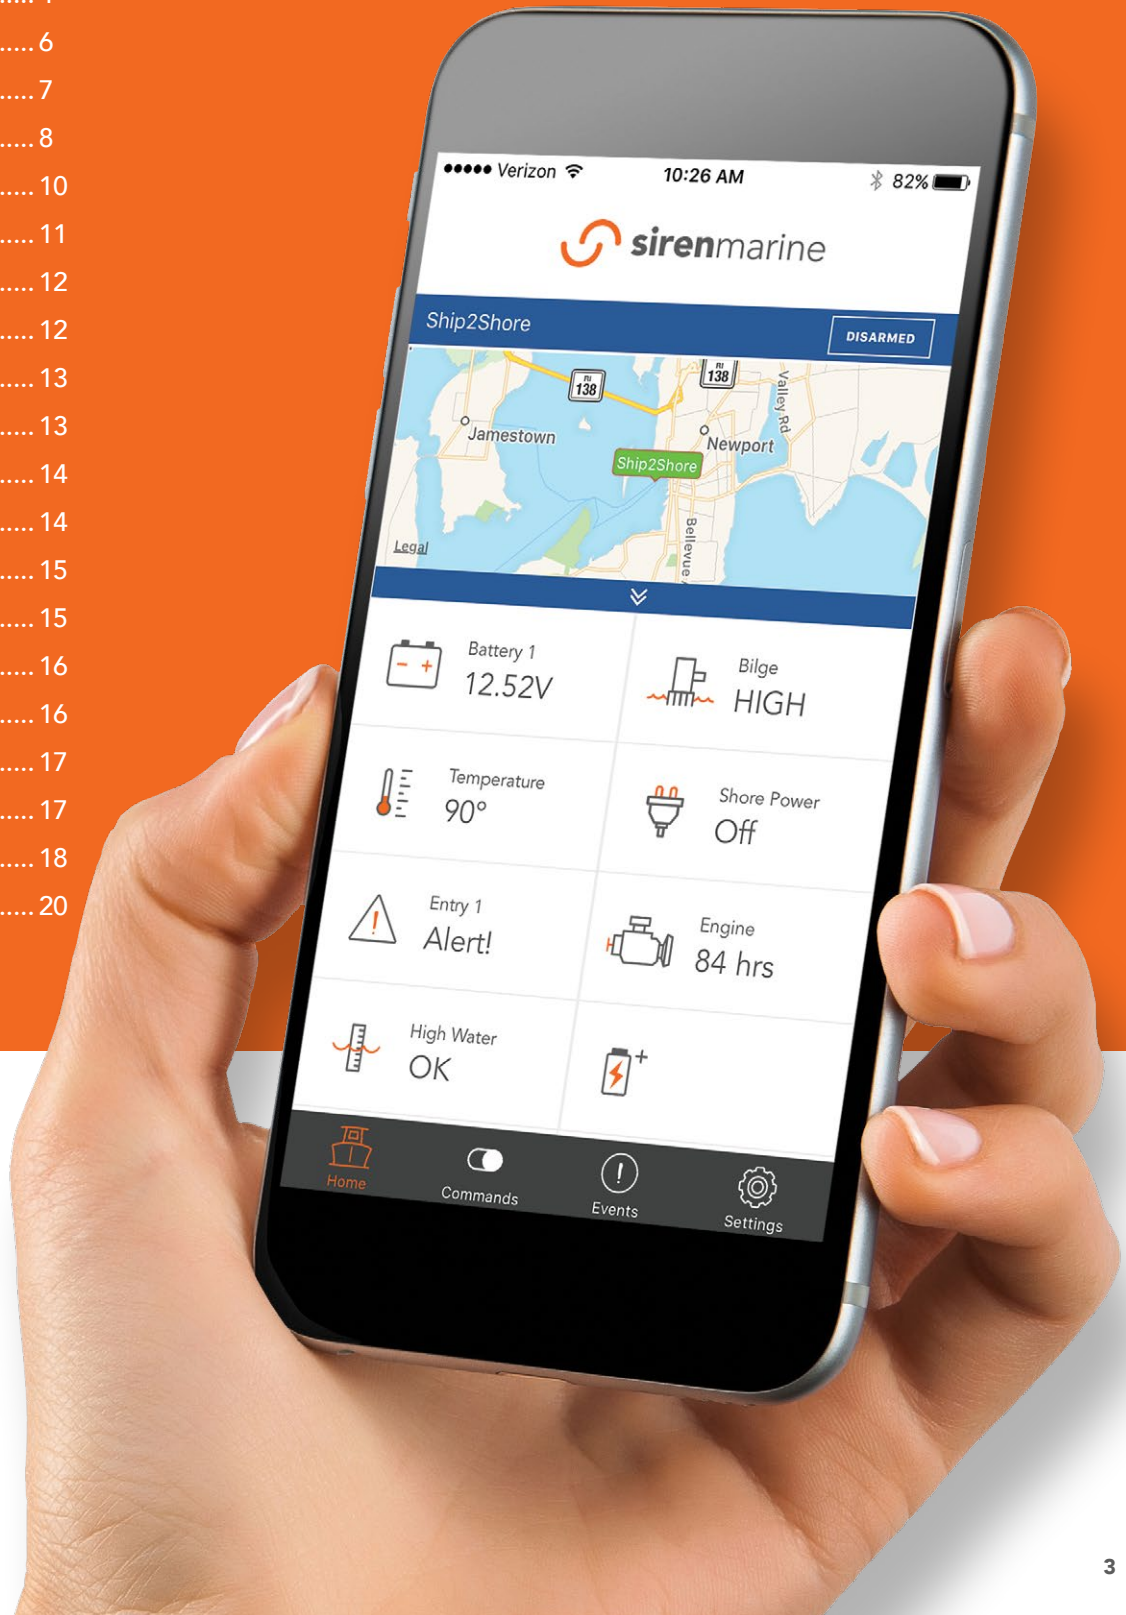 ..... 6
..... 7
..... 8
..... 10
..... 11
..... 12
..... 12
..... 13
..... 13
..... 14
..... 14
..... 15
..... 15
..... 16
..... 16
..... 17
..... 17
..... 18
..... 20
Verizon 10:26 AM 82%
sirenmarine
Ship2Shore DISARMED
RI 138
RI 138
Valley Rd
Jamestown
Newport
Ship2Shore
Bellevue
Legal
Battery 1
12.52V
Bilge
HIGH
Temperature
90°
Shore Power
Off
Entry 1
Alert!
Engine
84 hrs
High Water
OK
Home
Commands
Events
Settings
3